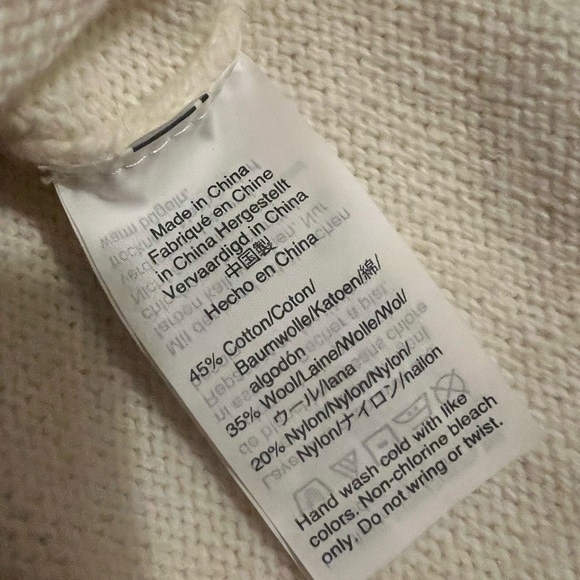 Made in China
Fabriqué en Chine
in China Hergestellt
Vervaardigd in China
中国製
Hecho en China
45% Cotton/Coton/
Baumwolle/Katoen/綿/
algodón
35% Wool/Laine/Wolle/Wol/
ウール/lana
20% Nylon/Nylon/Nylon/
Nylon/ナイロン/nailon
Hand wash cold with like
colors. Non-chlorine bleach
only. Do not wring or twist.